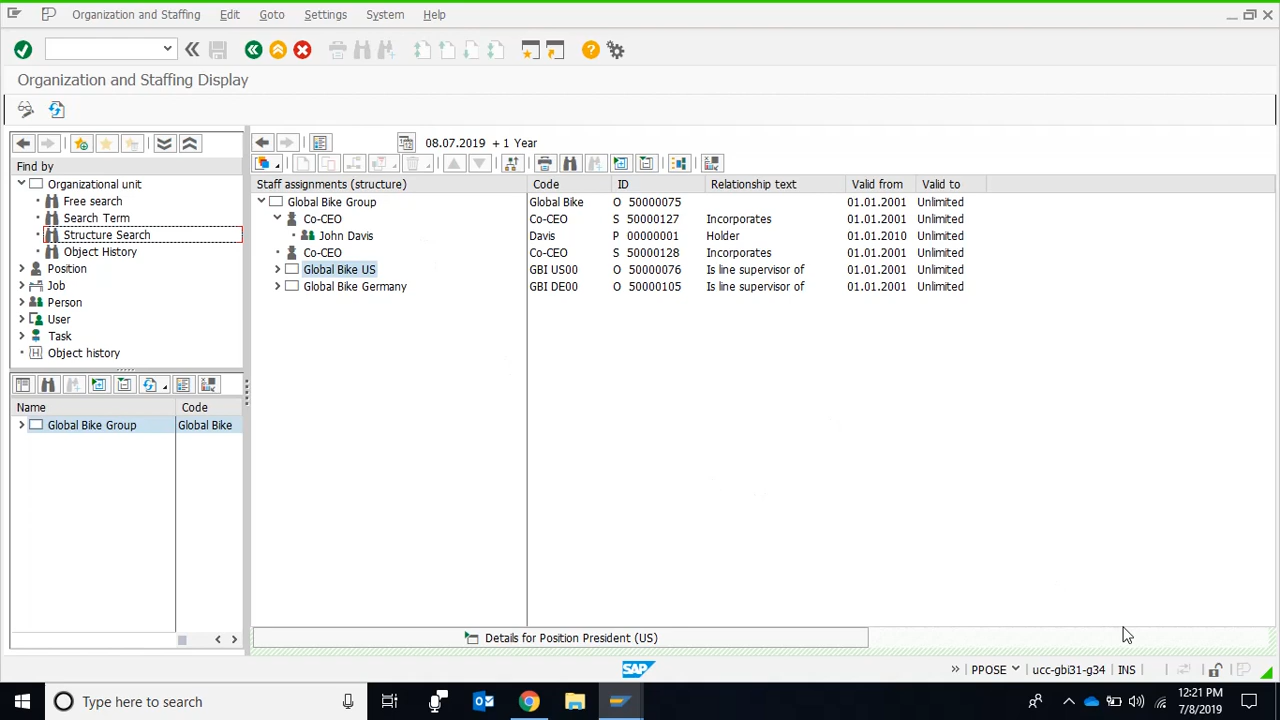 Organization and Staffing Edit Goto Settings System Help
Organization and Staffing Display
08.07.2019 + 1 Year
Find by
Organizational unit
Free search
Search Term
Structure Search
Object History
Position
Job
Person
User
Task
Object history
Name Code
Global Bike Group Global Bike
Staff assignments (structure) Code ID Relationship text Valid from Valid to
Global Bike Group Global Bike O 50000075 01.01.2001 Unlimited
Co-CEO Co-CEO S 50000127 Incorporates 01.01.2001 Unlimited
John Davis Davis P 00000001 Holder 01.01.2010 Unlimited
Co-CEO Co-CEO S 50000128 Incorporates 01.01.2001 Unlimited
Global Bike US GBI US00 O 50000076 Is line supervisor of 01.01.2001 Unlimited
Global Bike Germany GBI DE00 O 50000105 Is line supervisor of 01.01.2001 Unlimited
Details for Position President (US)
SAP
PPOSE ucc-gbi31-g34 INS
Type here to search
12:21 PM
7/8/2019